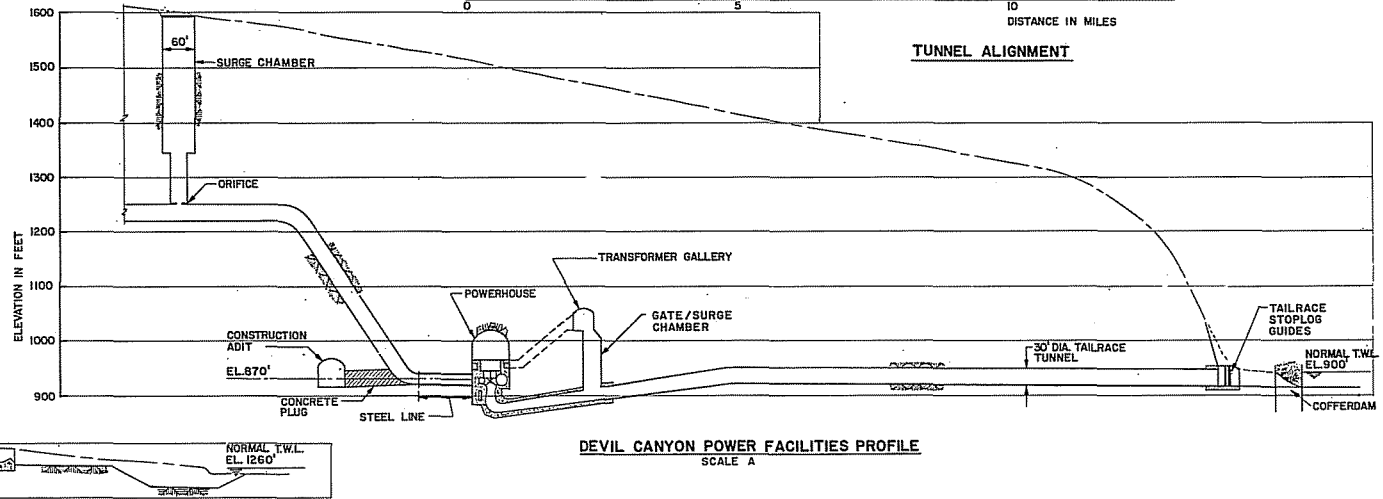 0 5 10
DISTANCE IN MILES
TUNNEL ALIGNMENT
1600
60'
SURGE CHAMBER
1500
1400
1300
ORIFICE
1200
TRANSFORMER GALLERY
1100
POWERHOUSE
GATE/SURGE
CHAMBER
TAILRACE
STOPLOG
GUIDES
CONSTRUCTION
ADIT
1000
30' DIA. TAILRACE
TUNNEL
NORMAL T.W.L.
EL.900'
EL.870'
900
CONCRETE
PLUG
STEEL LINE
COFFERDAM
ELEVATION IN FEET
DEVIL CANYON POWER FACILITIES PROFILE
SCALE A
NORMAL T.W.L.
EL. 1260'